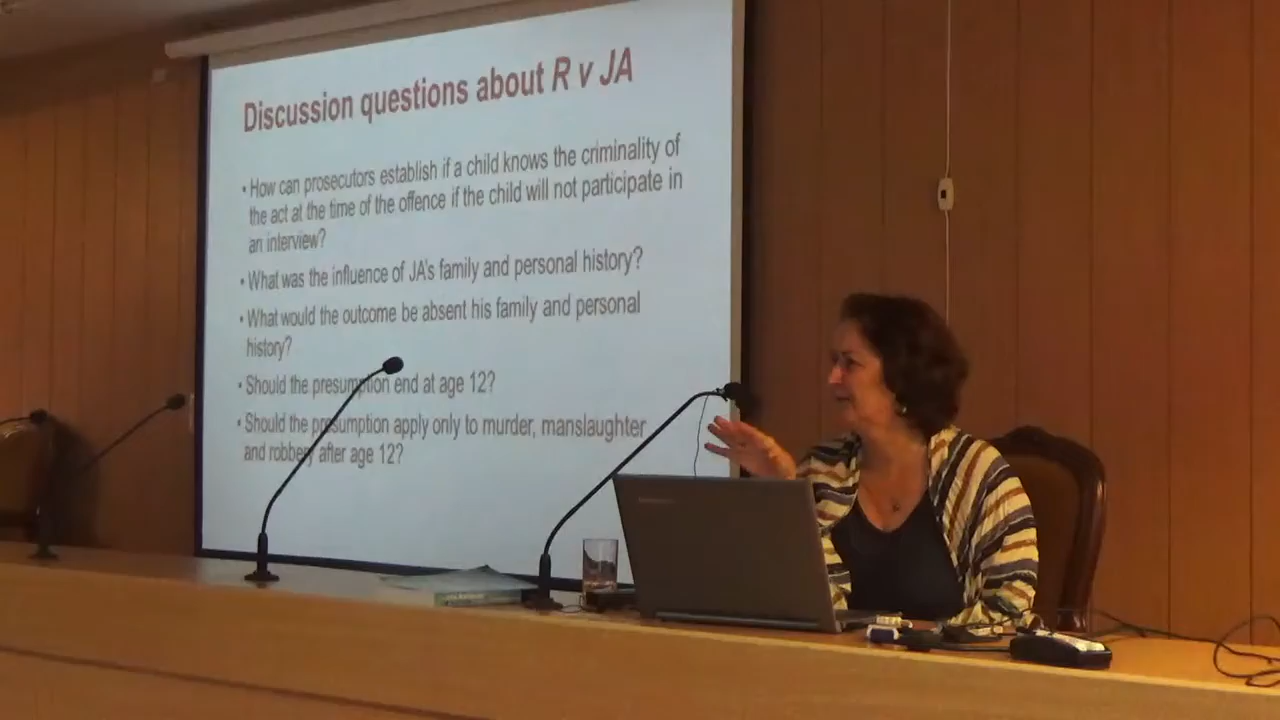 Discussion questions about R v JA
• How can prosecutors establish if a child knows the criminality of
the act at the time of the offence if the child will not participate in
an interview?
• What was the influence of JA's family and personal history?
• What would the outcome be absent his family and personal
history?
• Should the presumption end at age 12?
• Should the presumption apply only to murder, manslaughter
and robbery after age 12?